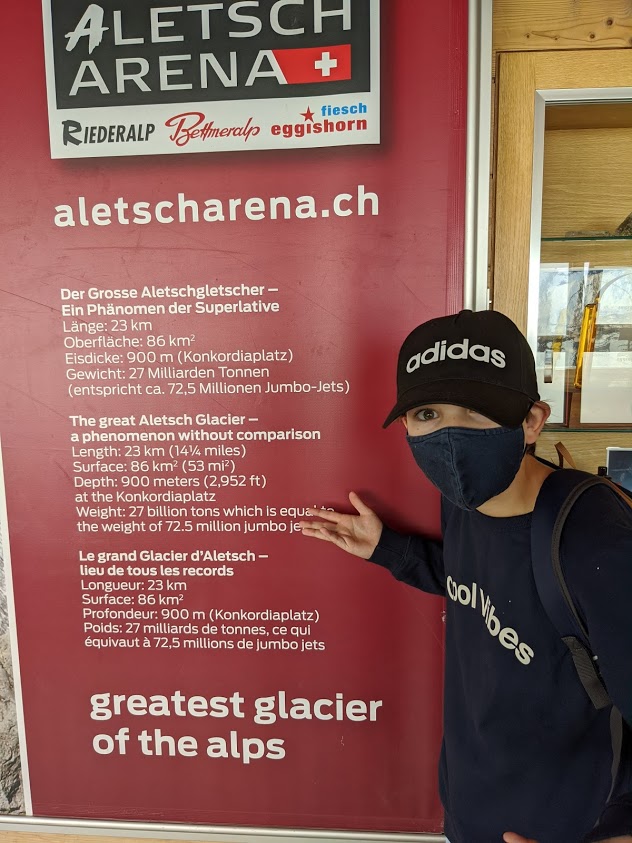 ALETSCH
ARENA
RIEDERALP Bettmeralp fiesch eggishorn
aletscharena.ch
Der Grosse Aletschgletscher –
Ein Phänomen der Superlative
Länge: 23 km
Oberfläche: 86 km²
Eisdicke: 900 m (Konkordiaplatz)
Gewicht: 27 Milliarden Tonnen
(entspricht ca. 72,5 Millionen Jumbo-Jets)
The great Aletsch Glacier –
a phenomenon without comparison
Length: 23 km (14¼ miles)
Surface: 86 km² (53 mi²)
Depth: 900 meters (2,952 ft)
at the Konkordiaplatz
Weight: 27 billion tons which is equal to
the weight of 72.5 million jumbo je
Le grand Glacier d'Aletsch –
lieu de tous les records
Longueur: 23 km
Surface: 86 km²
Profondeur: 900 m (Konkordiaplatz)
Poids: 27 milliards de tonnes, ce qui
équivaut à 72,5 millions de jumbo jets
greatest glacier
of the alps
adidas
cool vibes